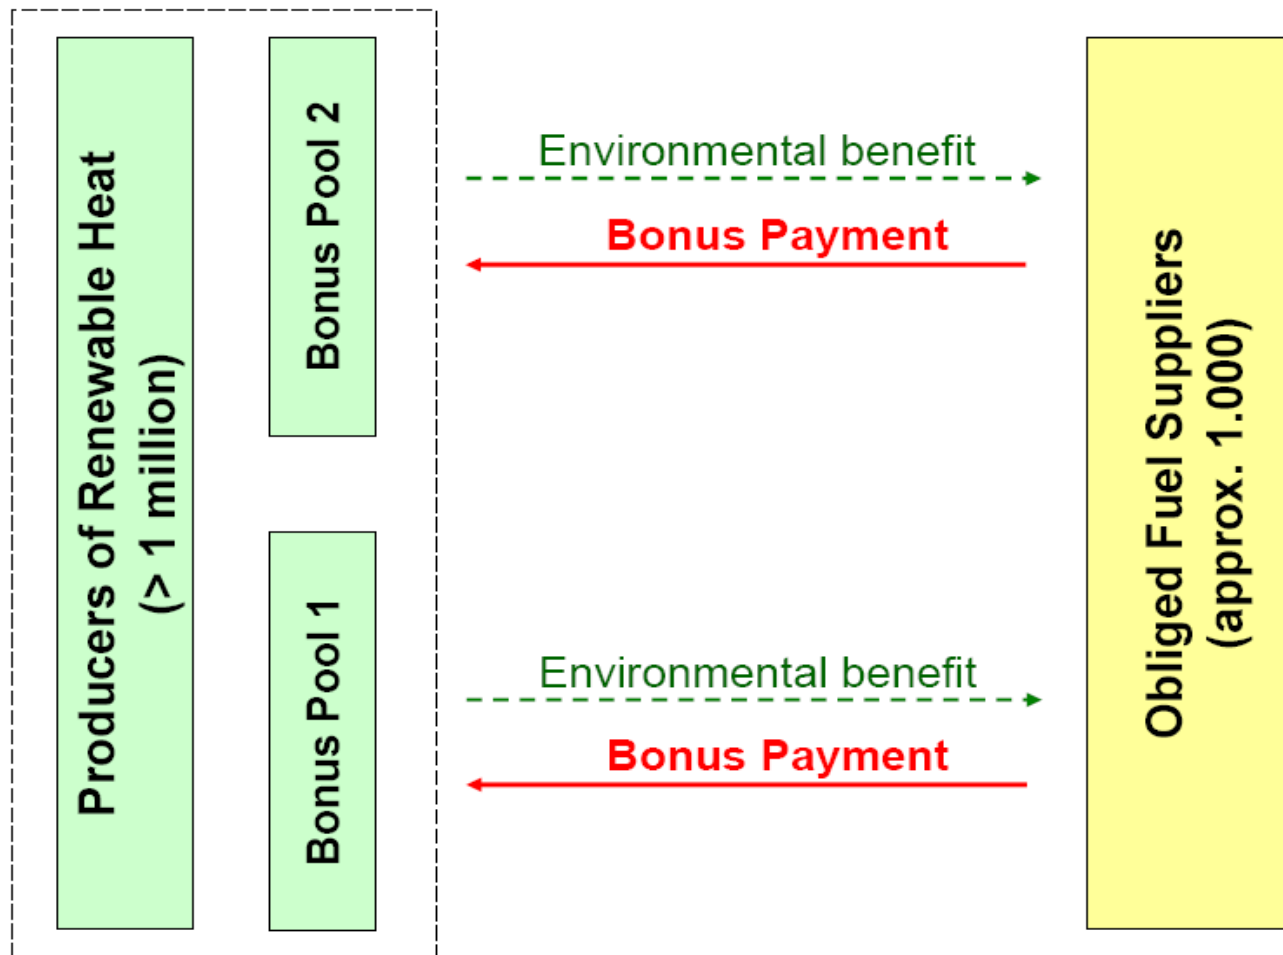 Producers of Renewable Heat
(> 1 million)
Bonus Pool 2
Bonus Pool 1
Environmental benefit
Bonus Payment
Environmental benefit
Bonus Payment
Obliged Fuel Suppliers
(approx. 1.000)